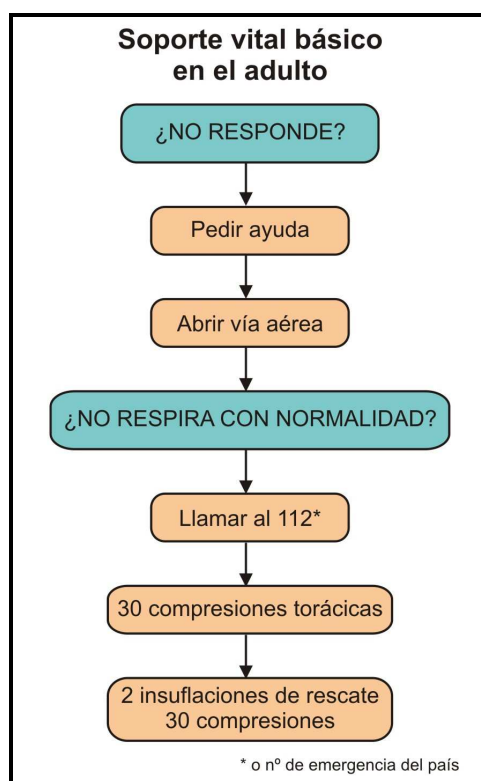 Soporte vital básico
en el adulto
¿NO RESPONDE?
Pedir ayuda
Abrir vía aérea
¿NO RESPIRA CON NORMALIDAD?
Llamar al 112*
30 compresiones torácicas
2 insuflaciones de rescate
30 compresiones
* o nº de emergencia del país